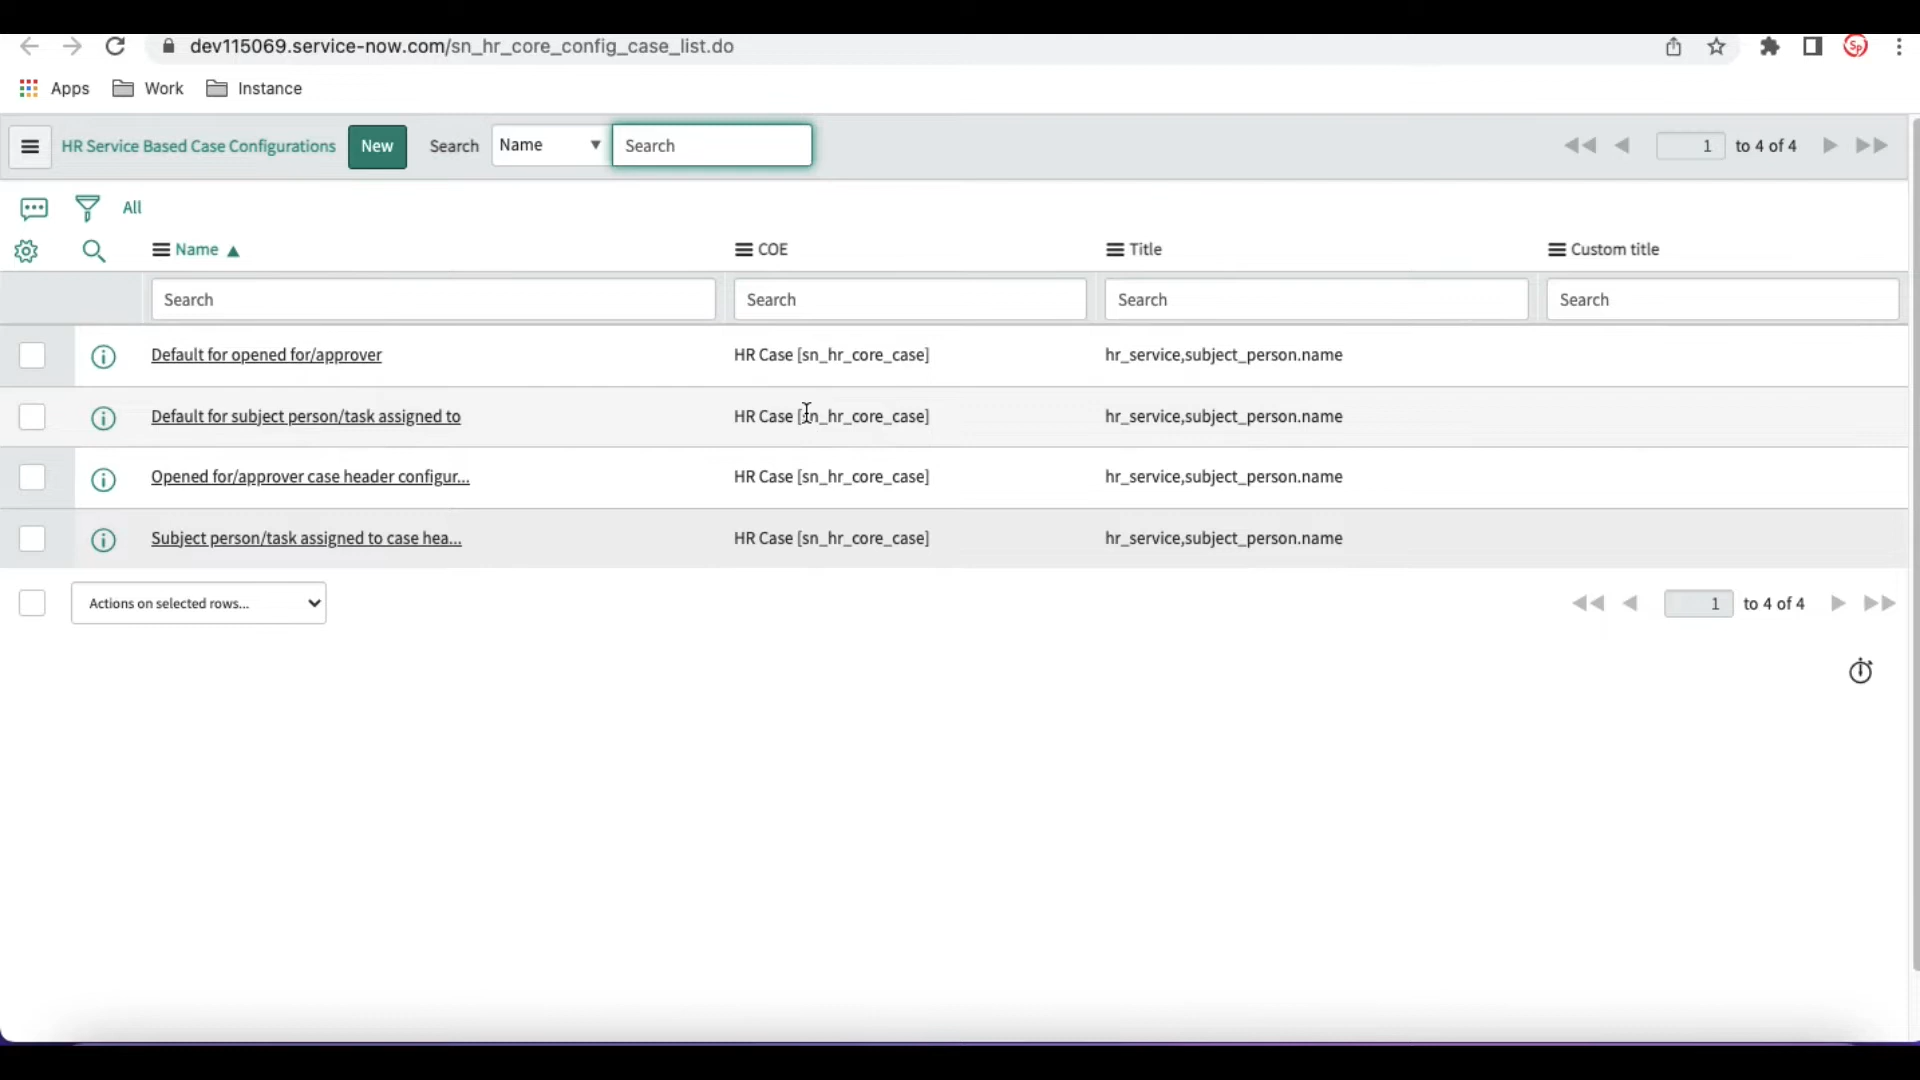 dev115069.service-now.com/sn_hr_core_config_case_list.do
Sp
Apps Work Instance
HR Service Based Case Configurations New Search Name Search 1 to 4 of 4
All
Name COE Title Custom title
Search Search Search Search
Default for opened for/approver HR Case [sn_hr_core_case] hr_service,subject_person.name
Default for subject person/task assigned to HR Case [sn_hr_core_case] hr_service,subject_person.name
Opened for/approver case header configur... HR Case [sn_hr_core_case] hr_service,subject_person.name
Subject person/task assigned to case hea... HR Case [sn_hr_core_case] hr_service,subject_person.name
Actions on selected rows... 1 to 4 of 4